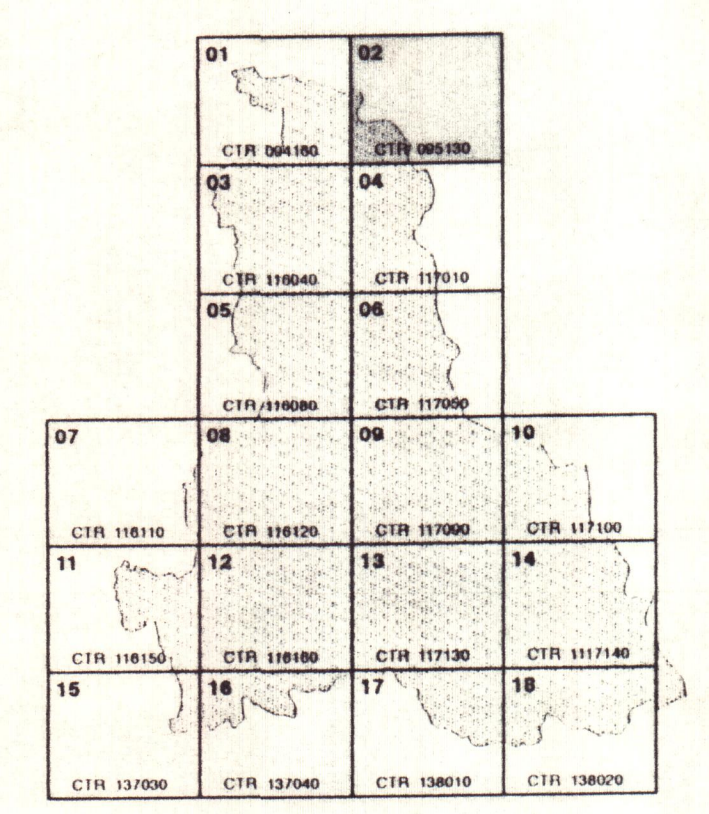 01 02
CTR 094160 CTR 095130
03 04
CTR 116040 CTR 117010
05 06
CTR 116080 CTR 117050
07 08 09 10
CTR 116110 CTR 116120 CTR 117090 CTR 117100
11 12 13 14
CTR 116150 CTR 116160 CTR 117130 CTR 1117140
15 16 17 18
CTR 137030 CTR 137040 CTR 138010 CTR 138020